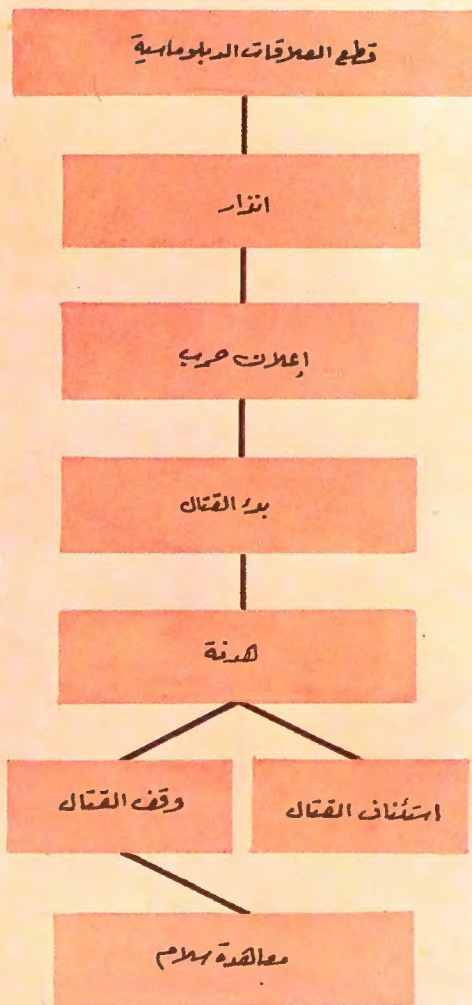 قطع العلاقات الدبلوماسية
انذار
إعلان حرب
بدء القتال
هدنة
استئناف القتال
وقف القتال
معاهدة سلام